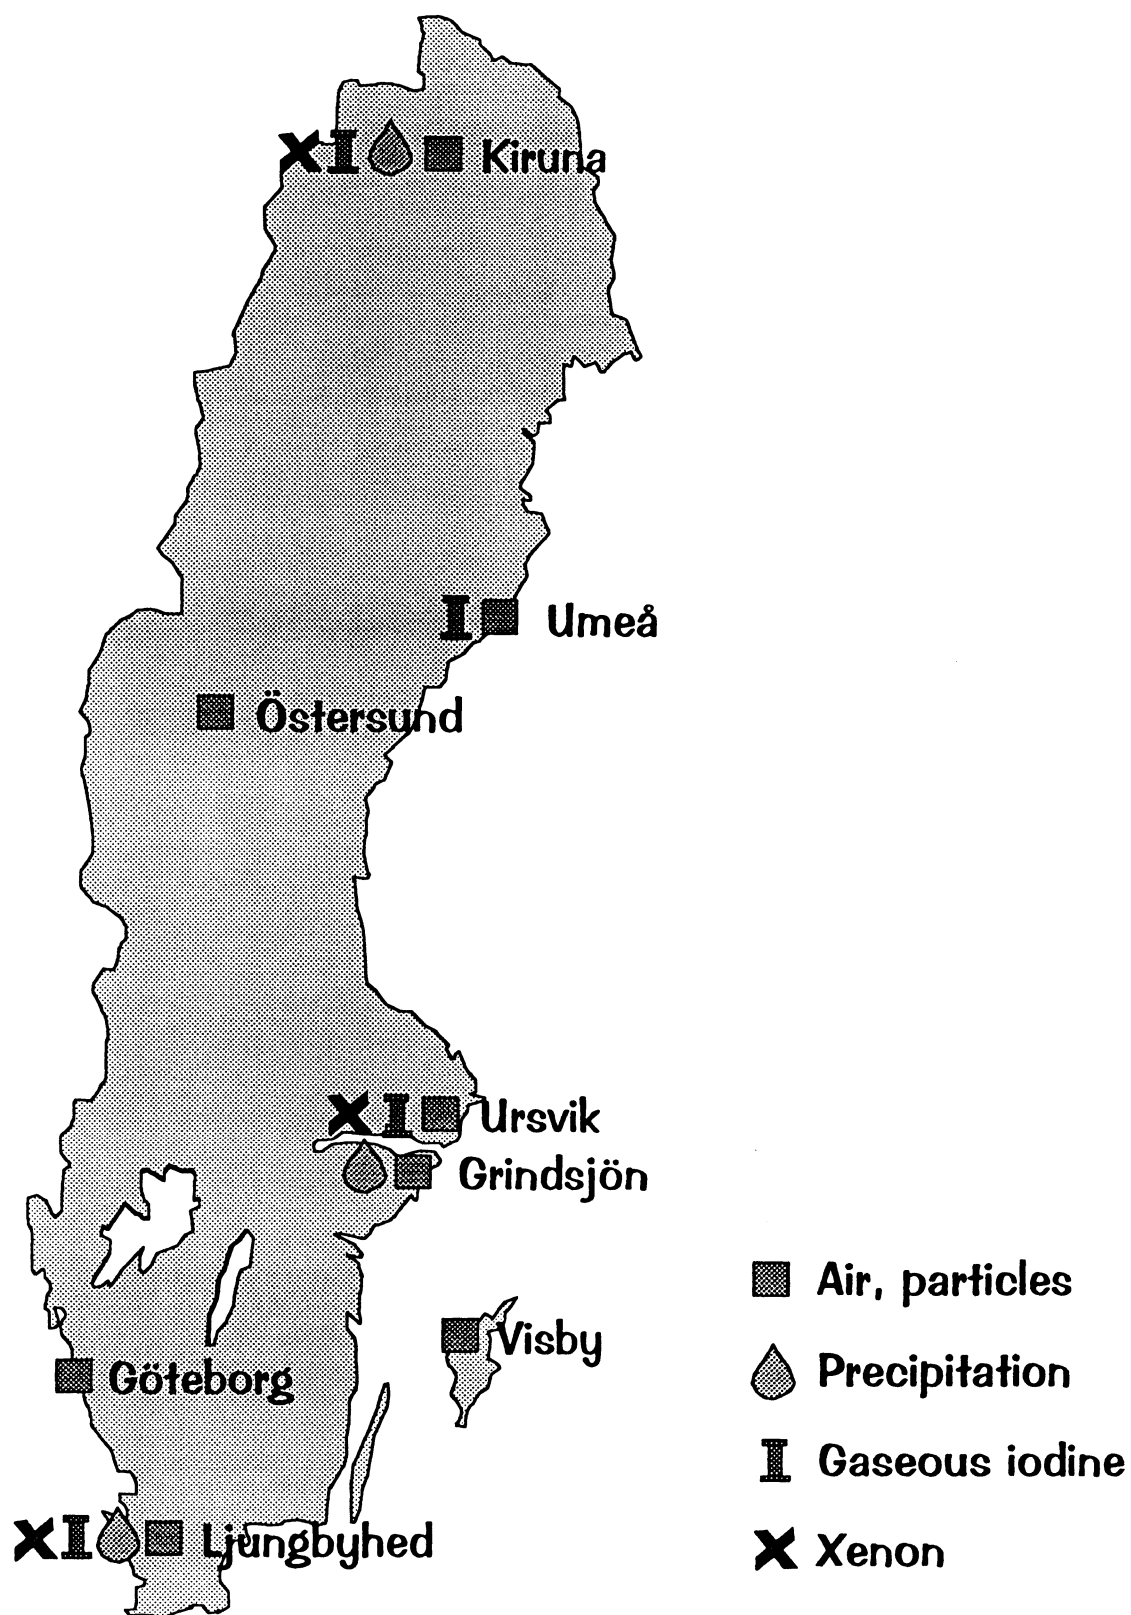 Kiruna
Umeå
Östersund
Ursvik
Grindsjön
Visby
Göteborg
Ljungbyhed
Air, particles
Precipitation
Gaseous iodine
Xenon